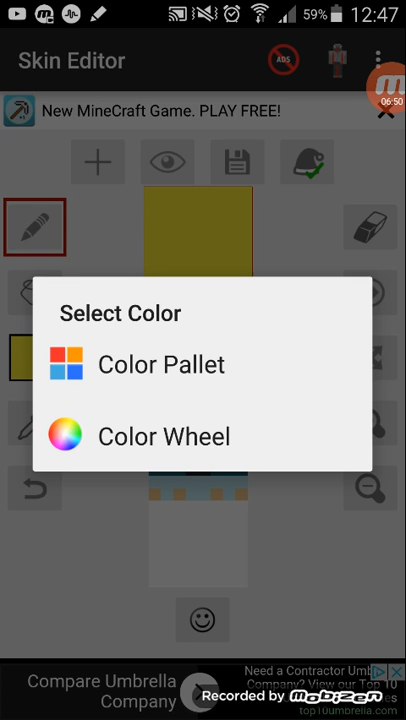 59% 12:47
Skin Editor
ADS
06:50
New MineCraft Game. PLAY FREE!
Select Color
Color Pallet
Color Wheel
Compare Umbrella
Company
Need a Contractor Umb
Company? View our Top 10
top10umbrella.com
Recorded by MOBIZEN